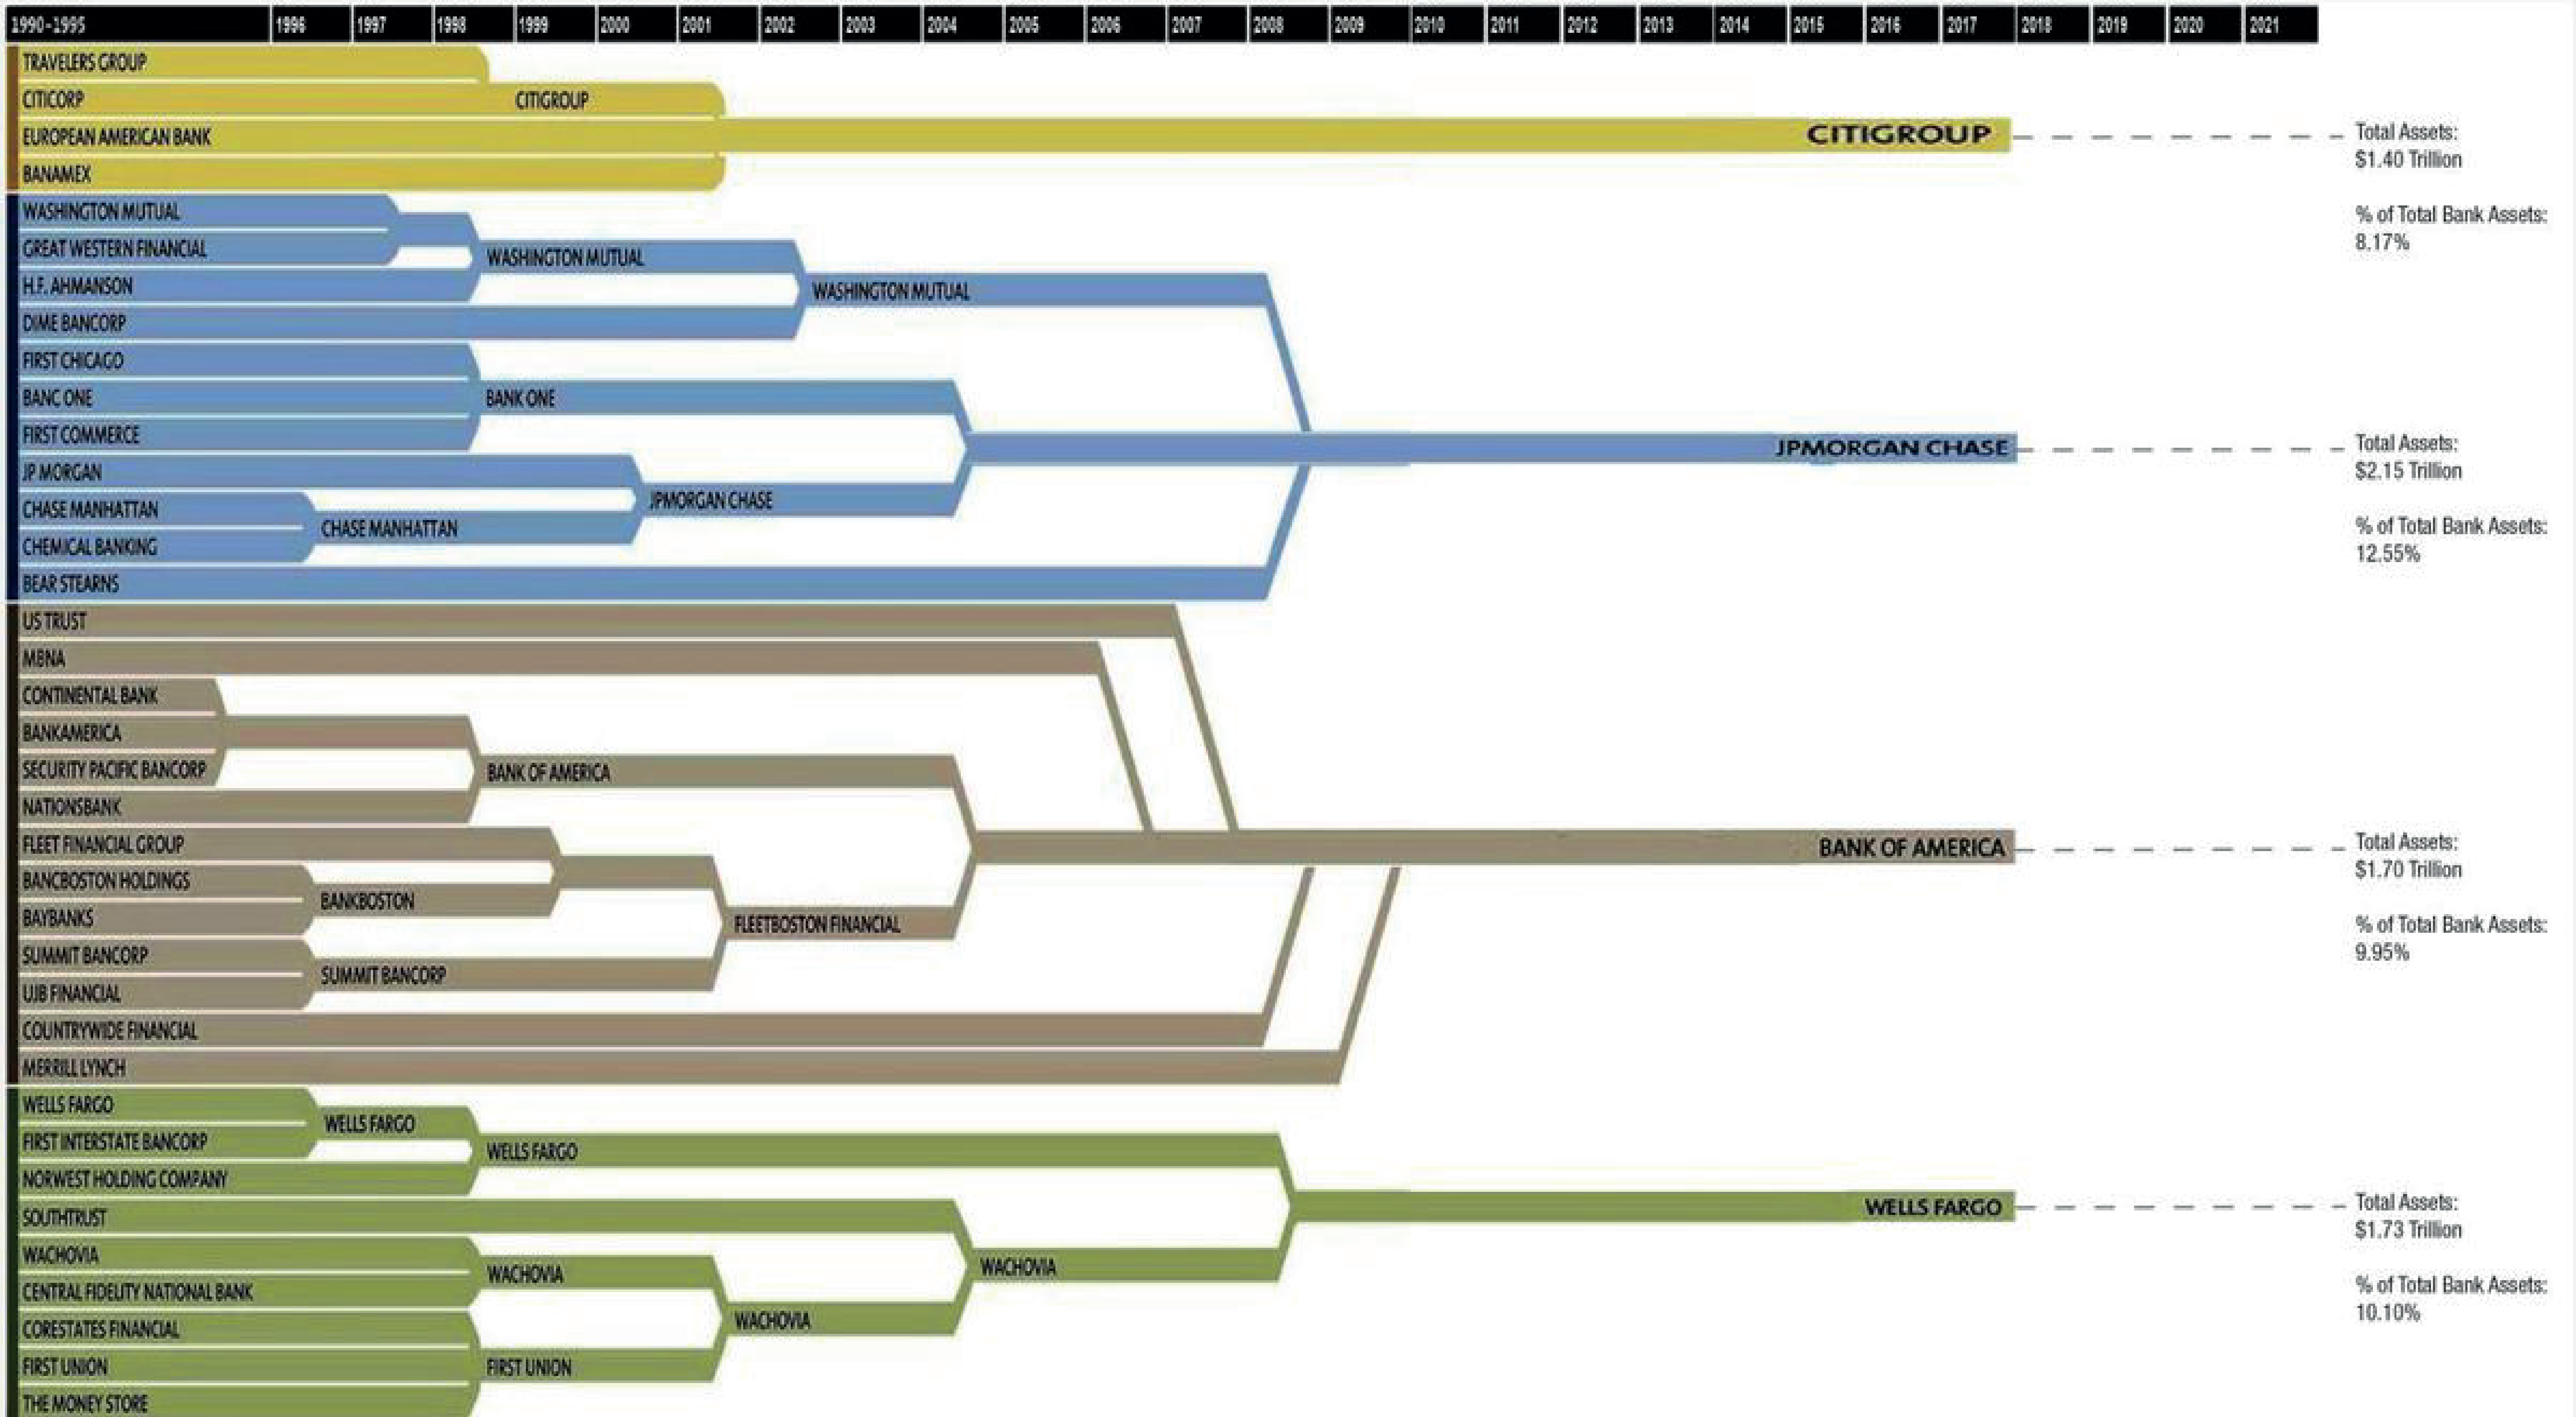 1990-1995 1996 1997 1998 1999 2000 2001 2002 2003 2004 2005 2006 2007 2008 2009 2010 2011 2012 2013 2014 2015 2016 2017 2018 2019 2020 2021
TRAVELERS GROUP
CITICORP CITIGROUP
EUROPEAN AMERICAN BANK CITIGROUP
Total Assets:
$1.40 Trillion
BANAMEX
WASHINGTON MUTUAL
% of Total Bank Assets:
8.17%
GREAT WESTERN FINANCIAL
WASHINGTON MUTUAL
H.F. AHMANSON
WASHINGTON MUTUAL
DIME BANCORP
FIRST CHICAGO
BANC ONE BANK ONE
FIRST COMMERCE
JPMORGAN CHASE
Total Assets:
$2.15 Trillion
JP MORGAN
JPMORGAN CHASE
CHASE MANHATTAN
CHASE MANHATTAN
% of Total Bank Assets:
12.55%
CHEMICAL BANKING
BEAR STEARNS
US TRUST
MBNA
CONTINENTAL BANK
BANKAMERICA
SECURITY PACIFIC BANCORP
BANK OF AMERICA
NATIONSBANK
FLEET FINANCIAL GROUP
BANK OF AMERICA
Total Assets:
$1.70 Trillion
BANCBOSTON HOLDINGS
BANKBOSTON
BAYBANKS
FLEETBOSTON FINANCIAL
% of Total Bank Assets:
9.95%
SUMMIT BANCORP
SUMMIT BANCORP
UJB FINANCIAL
COUNTRYWIDE FINANCIAL
MERRILL LYNCH
WELLS FARGO
WELLS FARGO
FIRST INTERSTATE BANCORP
WELLS FARGO
NORWEST HOLDING COMPANY
WELLS FARGO
Total Assets:
$1.73 Trillion
SOUTHTRUST
WACHOVIA
WACHOVIA
WACHOVIA
CENTRAL FIDELITY NATIONAL BANK
% of Total Bank Assets:
10.10%
WACHOVIA
CORESTATES FINANCIAL
FIRST UNION FIRST UNION
THE MONEY STORE